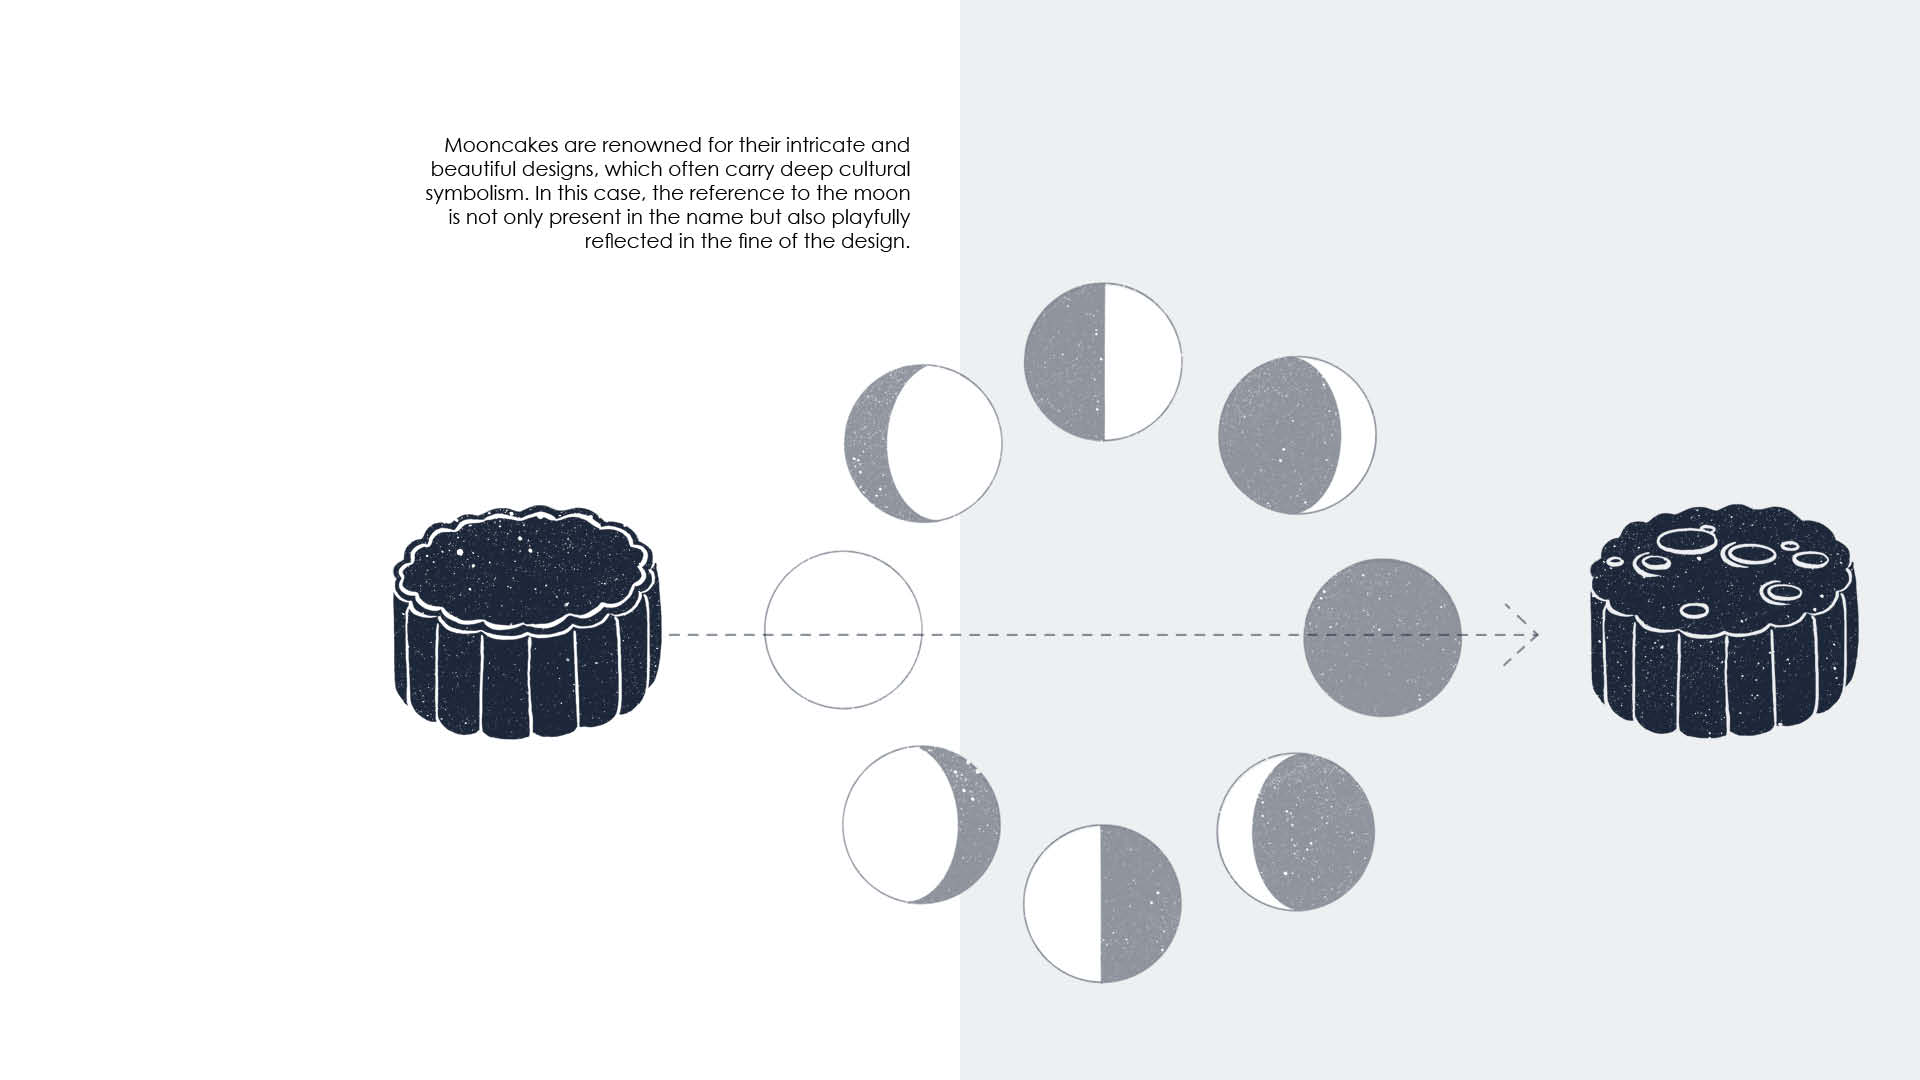 Mooncakes are renowned for their intricate and
beautiful designs, which often carry deep cultural
symbolism. In this case, the reference to the moon
is not only present in the name but also playfully
reflected in the fine of the design.